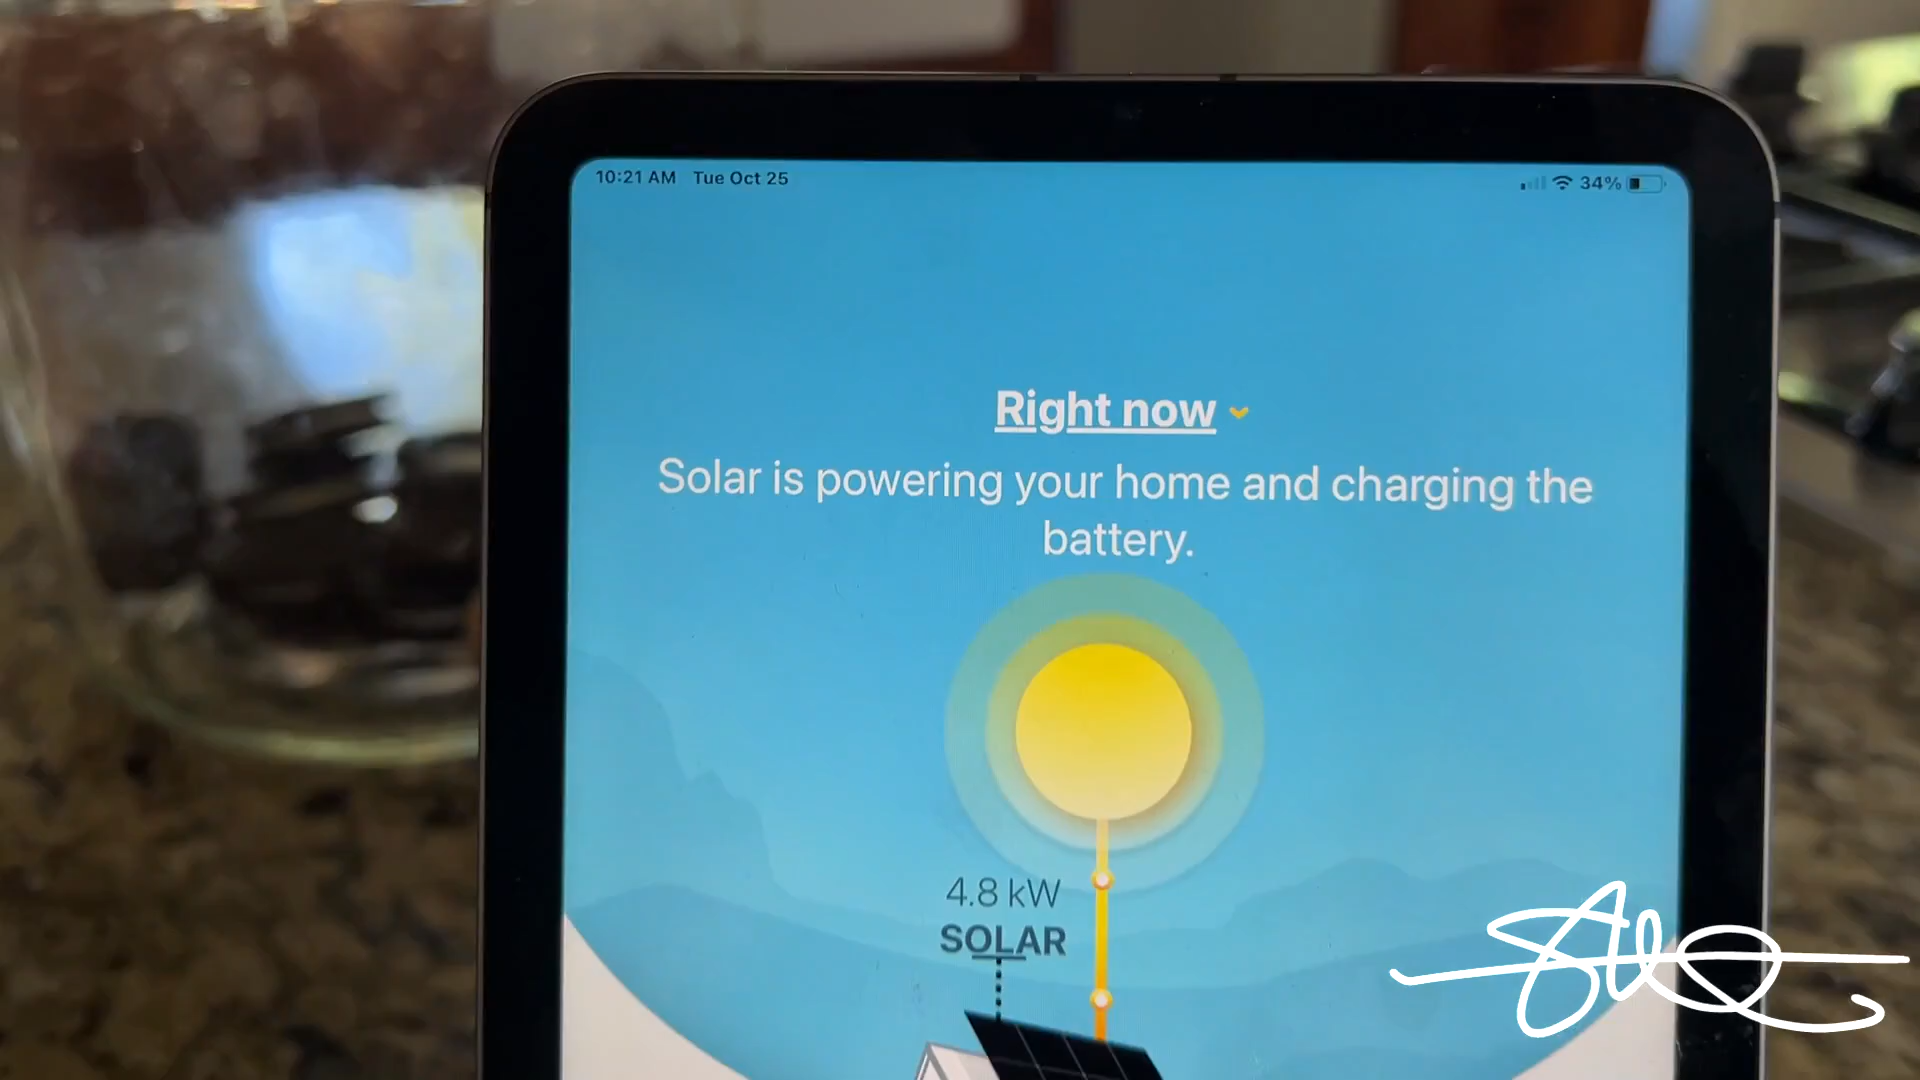 10:21 AM Tue Oct 25
34%
Right now
Solar is powering your home and charging the
battery.
4.8 kW
SOLAR